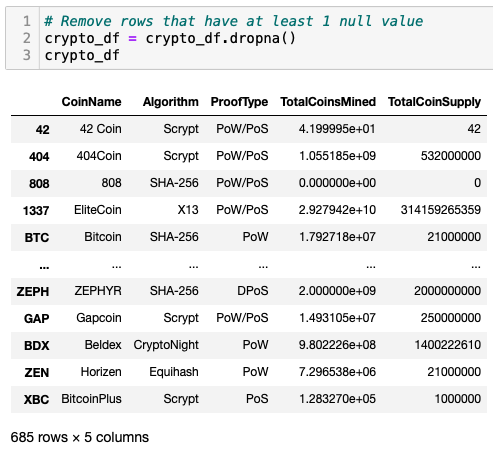 1 # Remove rows that have at least 1 null value
2 crypto_df = crypto_df.dropna()
3 crypto_df
CoinName Algorithm ProofType TotalCoinsMined TotalCoinSupply
42 42 Coin Scrypt PoW/PoS 4.199995e+01 42
404 404Coin Scrypt PoW/PoS 1.055185e+09 532000000
808 808 SHA-256 PoW/PoS 0.000000e+00 0
1337 EliteCoin X13 PoW/PoS 2.927942e+10 314159265359
BTC Bitcoin SHA-256 PoW 1.792718e+07 21000000
... ... ... ... ... ...
ZEPH ZEPHYR SHA-256 DPoS 2.000000e+09 2000000000
GAP Gapcoin Scrypt PoW/PoS 1.493105e+07 250000000
BDX Beldex CryptoNight PoW 9.802226e+08 1400222610
ZEN Horizen Equihash PoW 7.296538e+06 21000000
XBC BitcoinPlus Scrypt PoS 1.283270e+05 1000000
685 rows × 5 columns